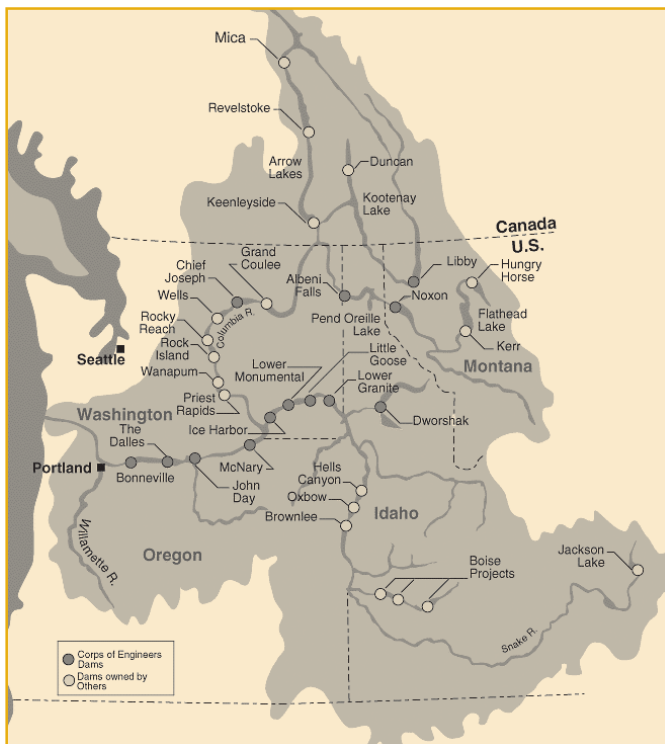 Mica
Revelstoke
Arrow
Lakes
Duncan
Kootenay
Lake
Keenleyside
Canada
U.S.
Grand
Coulee
Chief
Joseph
Libby
Hungry
Horse
Albeni
Falls
Noxon
Wells
Pend Oreille
Lake
Flathead
Lake
Rocky
Reach
Columbia R.
Rock
Island
Kerr
Seattle
Little
Goose
Lower
Monumental
Montana
Wanapum
Lower
Granite
Priest
Rapids
Washington
Dworshak
Ice Harbor
The
Dalles
Portland
McNary
Hells
Canyon
Bonneville
John
Day
Oxbow
Idaho
Brownlee
Willamette R.
Oregon
Boise
Projects
Jackson
Lake
Snake R.
Corps of Engineers
Dams
Dams owned by
Others